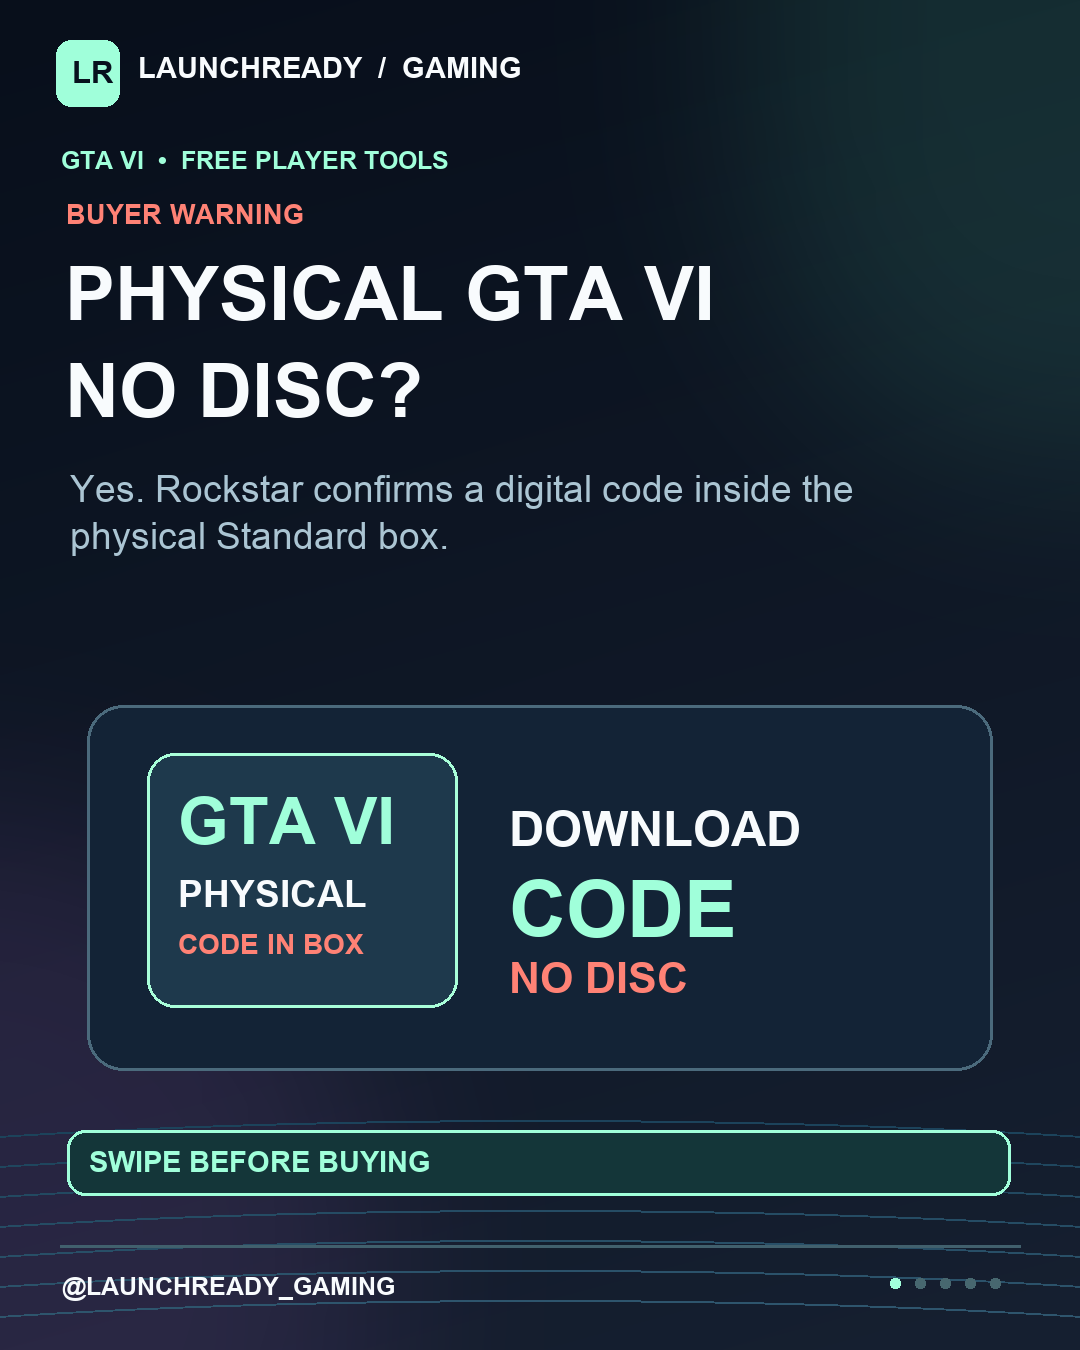 LR LAUNCHREADY / GAMING
GTA VI • FREE PLAYER TOOLS
BUYER WARNING
PHYSICAL GTA VI
NO DISC?
Yes. Rockstar confirms a digital code inside the
physical Standard box.
GTA VI
PHYSICAL
CODE IN BOX
DOWNLOAD
CODE
NO DISC
SWIPE BEFORE BUYING
@LAUNCHREADY_GAMING